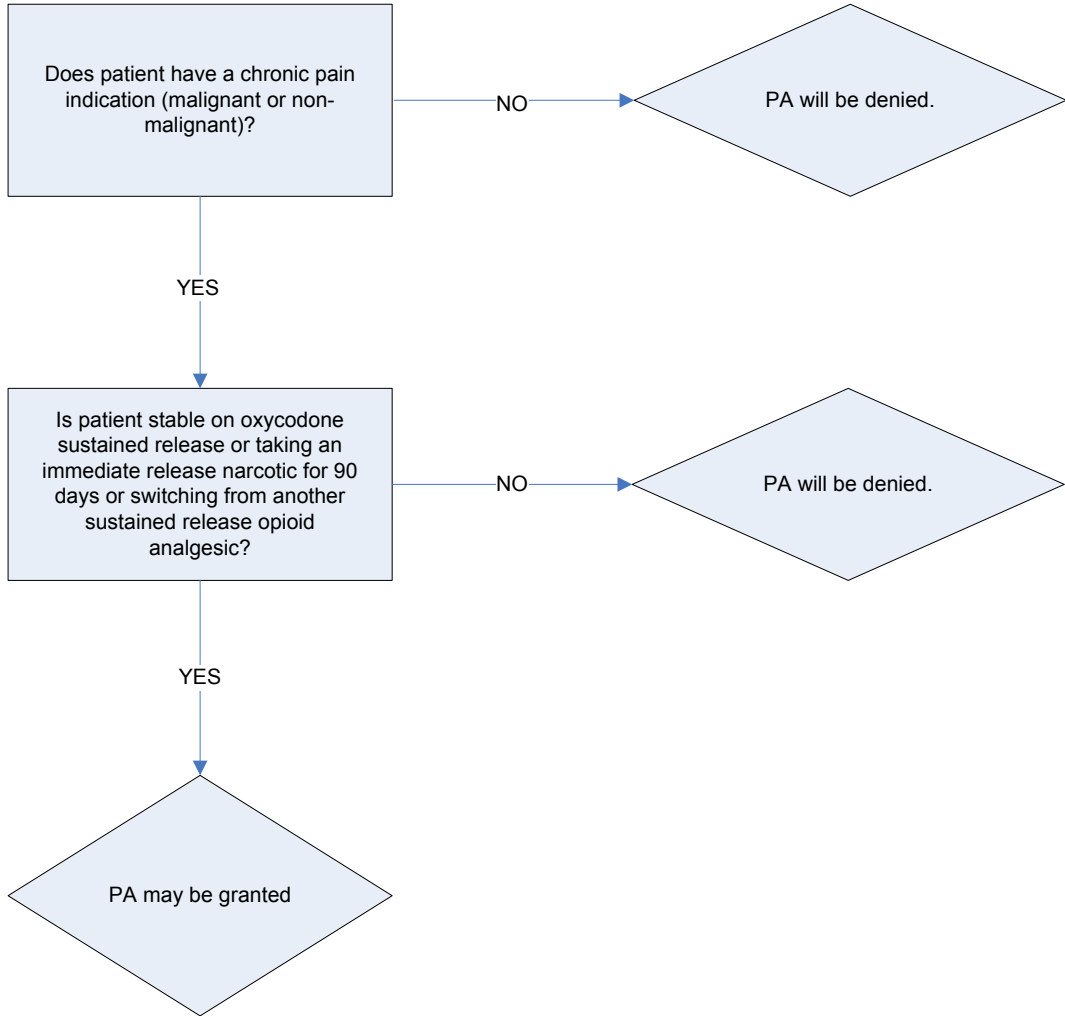 Does patient have a chronic pain
indication (malignant or non-
malignant)?
NO
PA will be denied.
YES
Is patient stable on oxycodone
sustained release or taking an
immediate release narcotic for 90
days or switching from another
sustained release opioid
analgesic?
NO
PA will be denied.
YES
PA may be granted